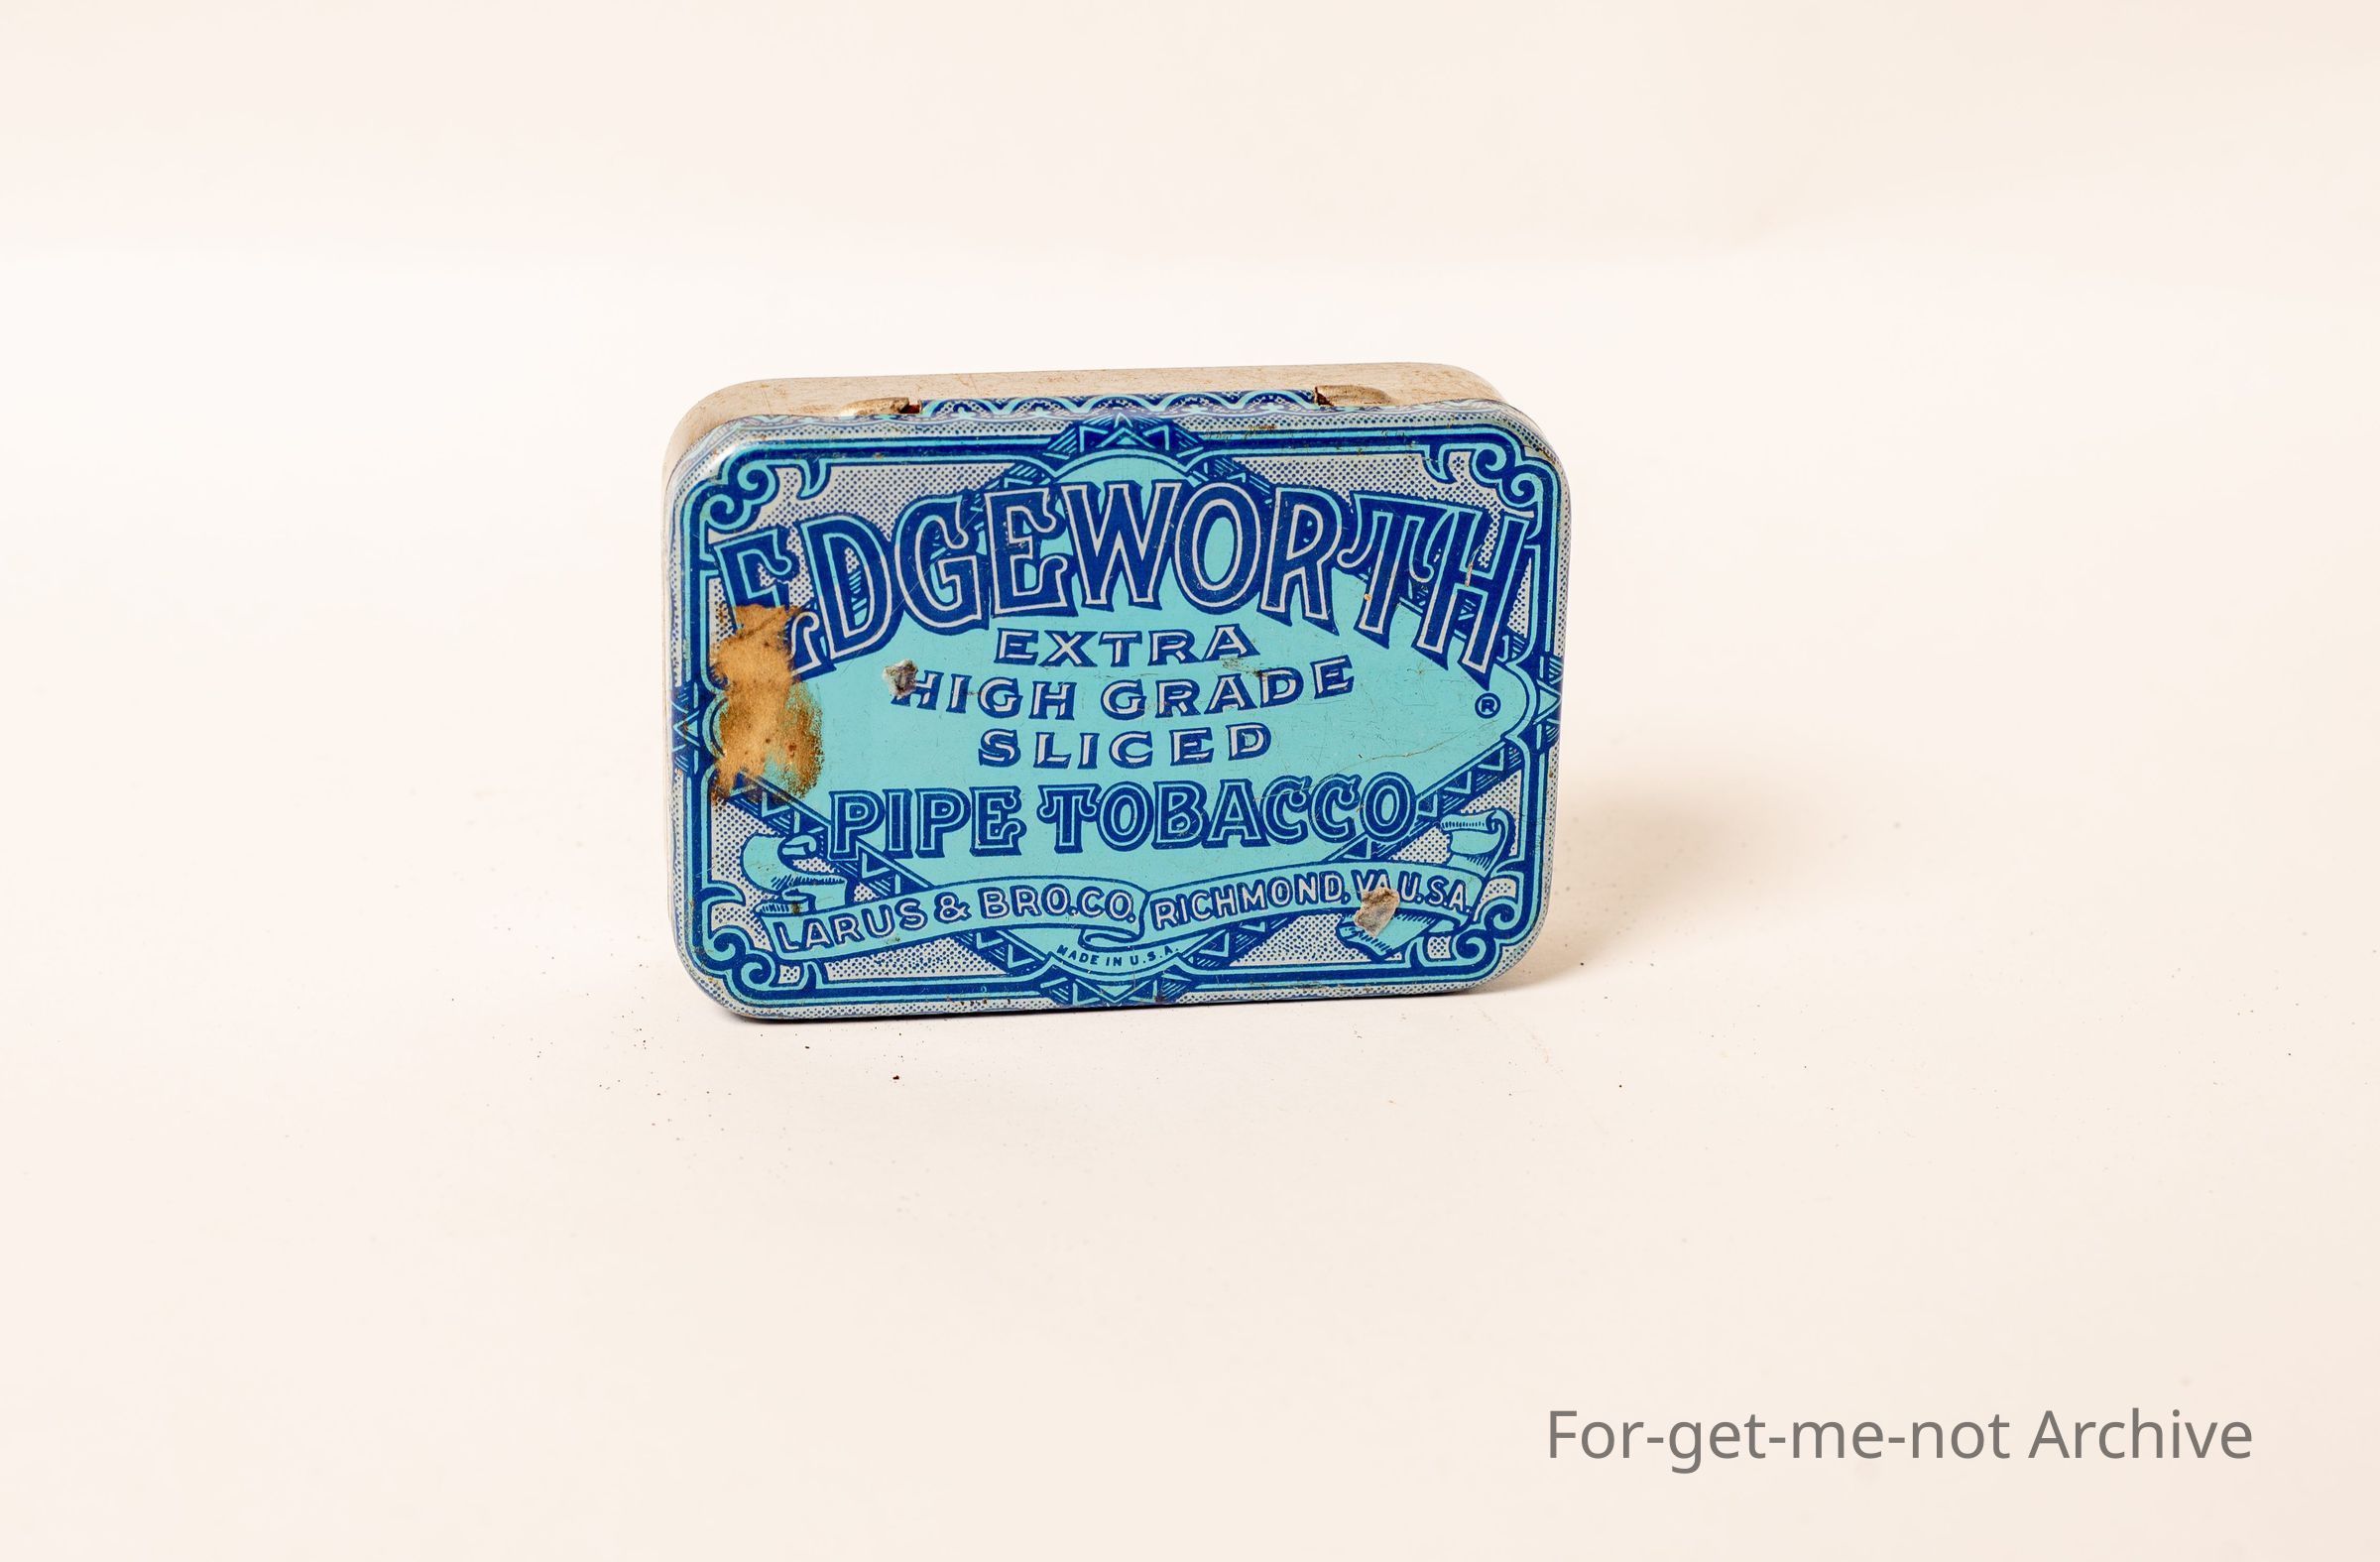 EDGEWORTH
EXTRA
HIGH GRADE
®
SLICED
PIPE TOBACCO
LARUS & BRO.CO. RICHMOND, VA U.S.A.
MADE IN U.S.A.
For-get-me-not Archive